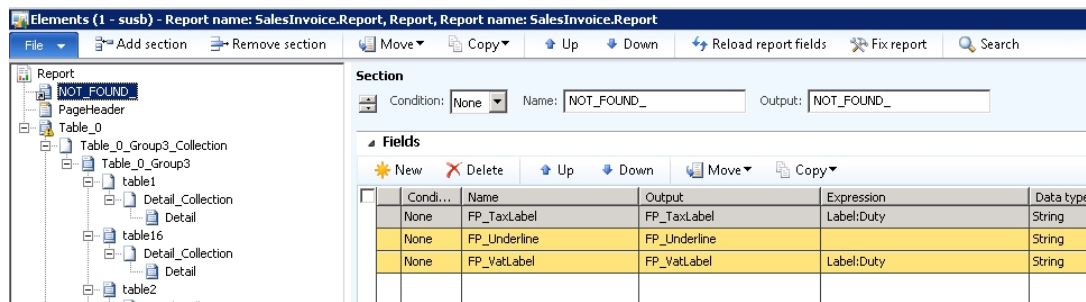 Elements (1 - susb) - Report name: SalesInvoice.Report, Report, Report name: SalesInvoice.Report
File Add section Remove section Move Copy Up Down Reload report fields Fix report Search
Report
NOT_FOUND_
PageHeader
Table_0
Table_0_Group3_Collection
Table_0_Group3
table1
Detail_Collection
Detail
table16
Detail_Collection
Detail
table2
Section
Condition: None Name: NOT_FOUND_ Output: NOT_FOUND_
Fields
New Delete Up Down Move Copy
Condi... Name Output Expression Data type
None FP_TaxLabel FP_TaxLabel Label:Duty String
None FP_Underline FP_Underline String
None FP_VatLabel FP_VatLabel Label:Duty String